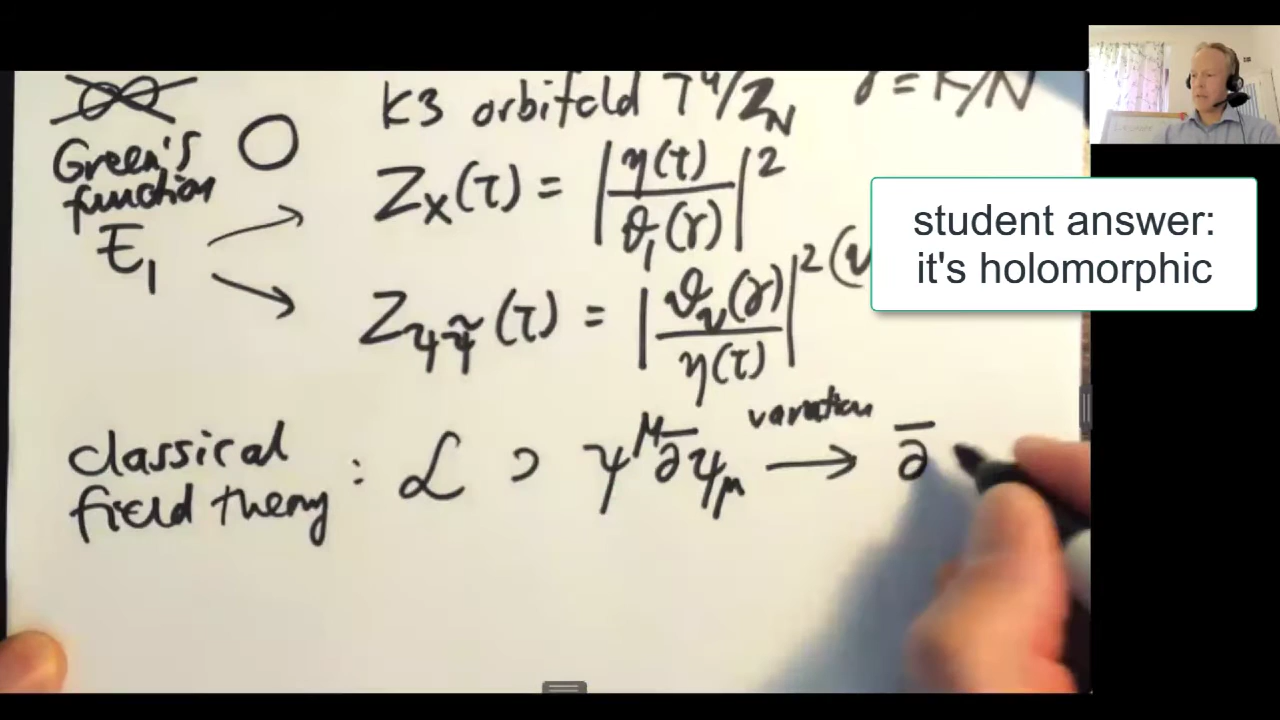 K3 orbifold T⁴/Z_N γ = k/N
Green's
function
E₁
Z_X(τ) = |η(τ)/ϑ₁(γ)|²
student answer:
it's holomorphic
Z_ψψ̃(τ) = |ϑ_ν(γ)/η(τ)|²
classical
field theory : ℒ ⊃ ψ^μ ∂̄ ψ_μ → ∂̄
variation